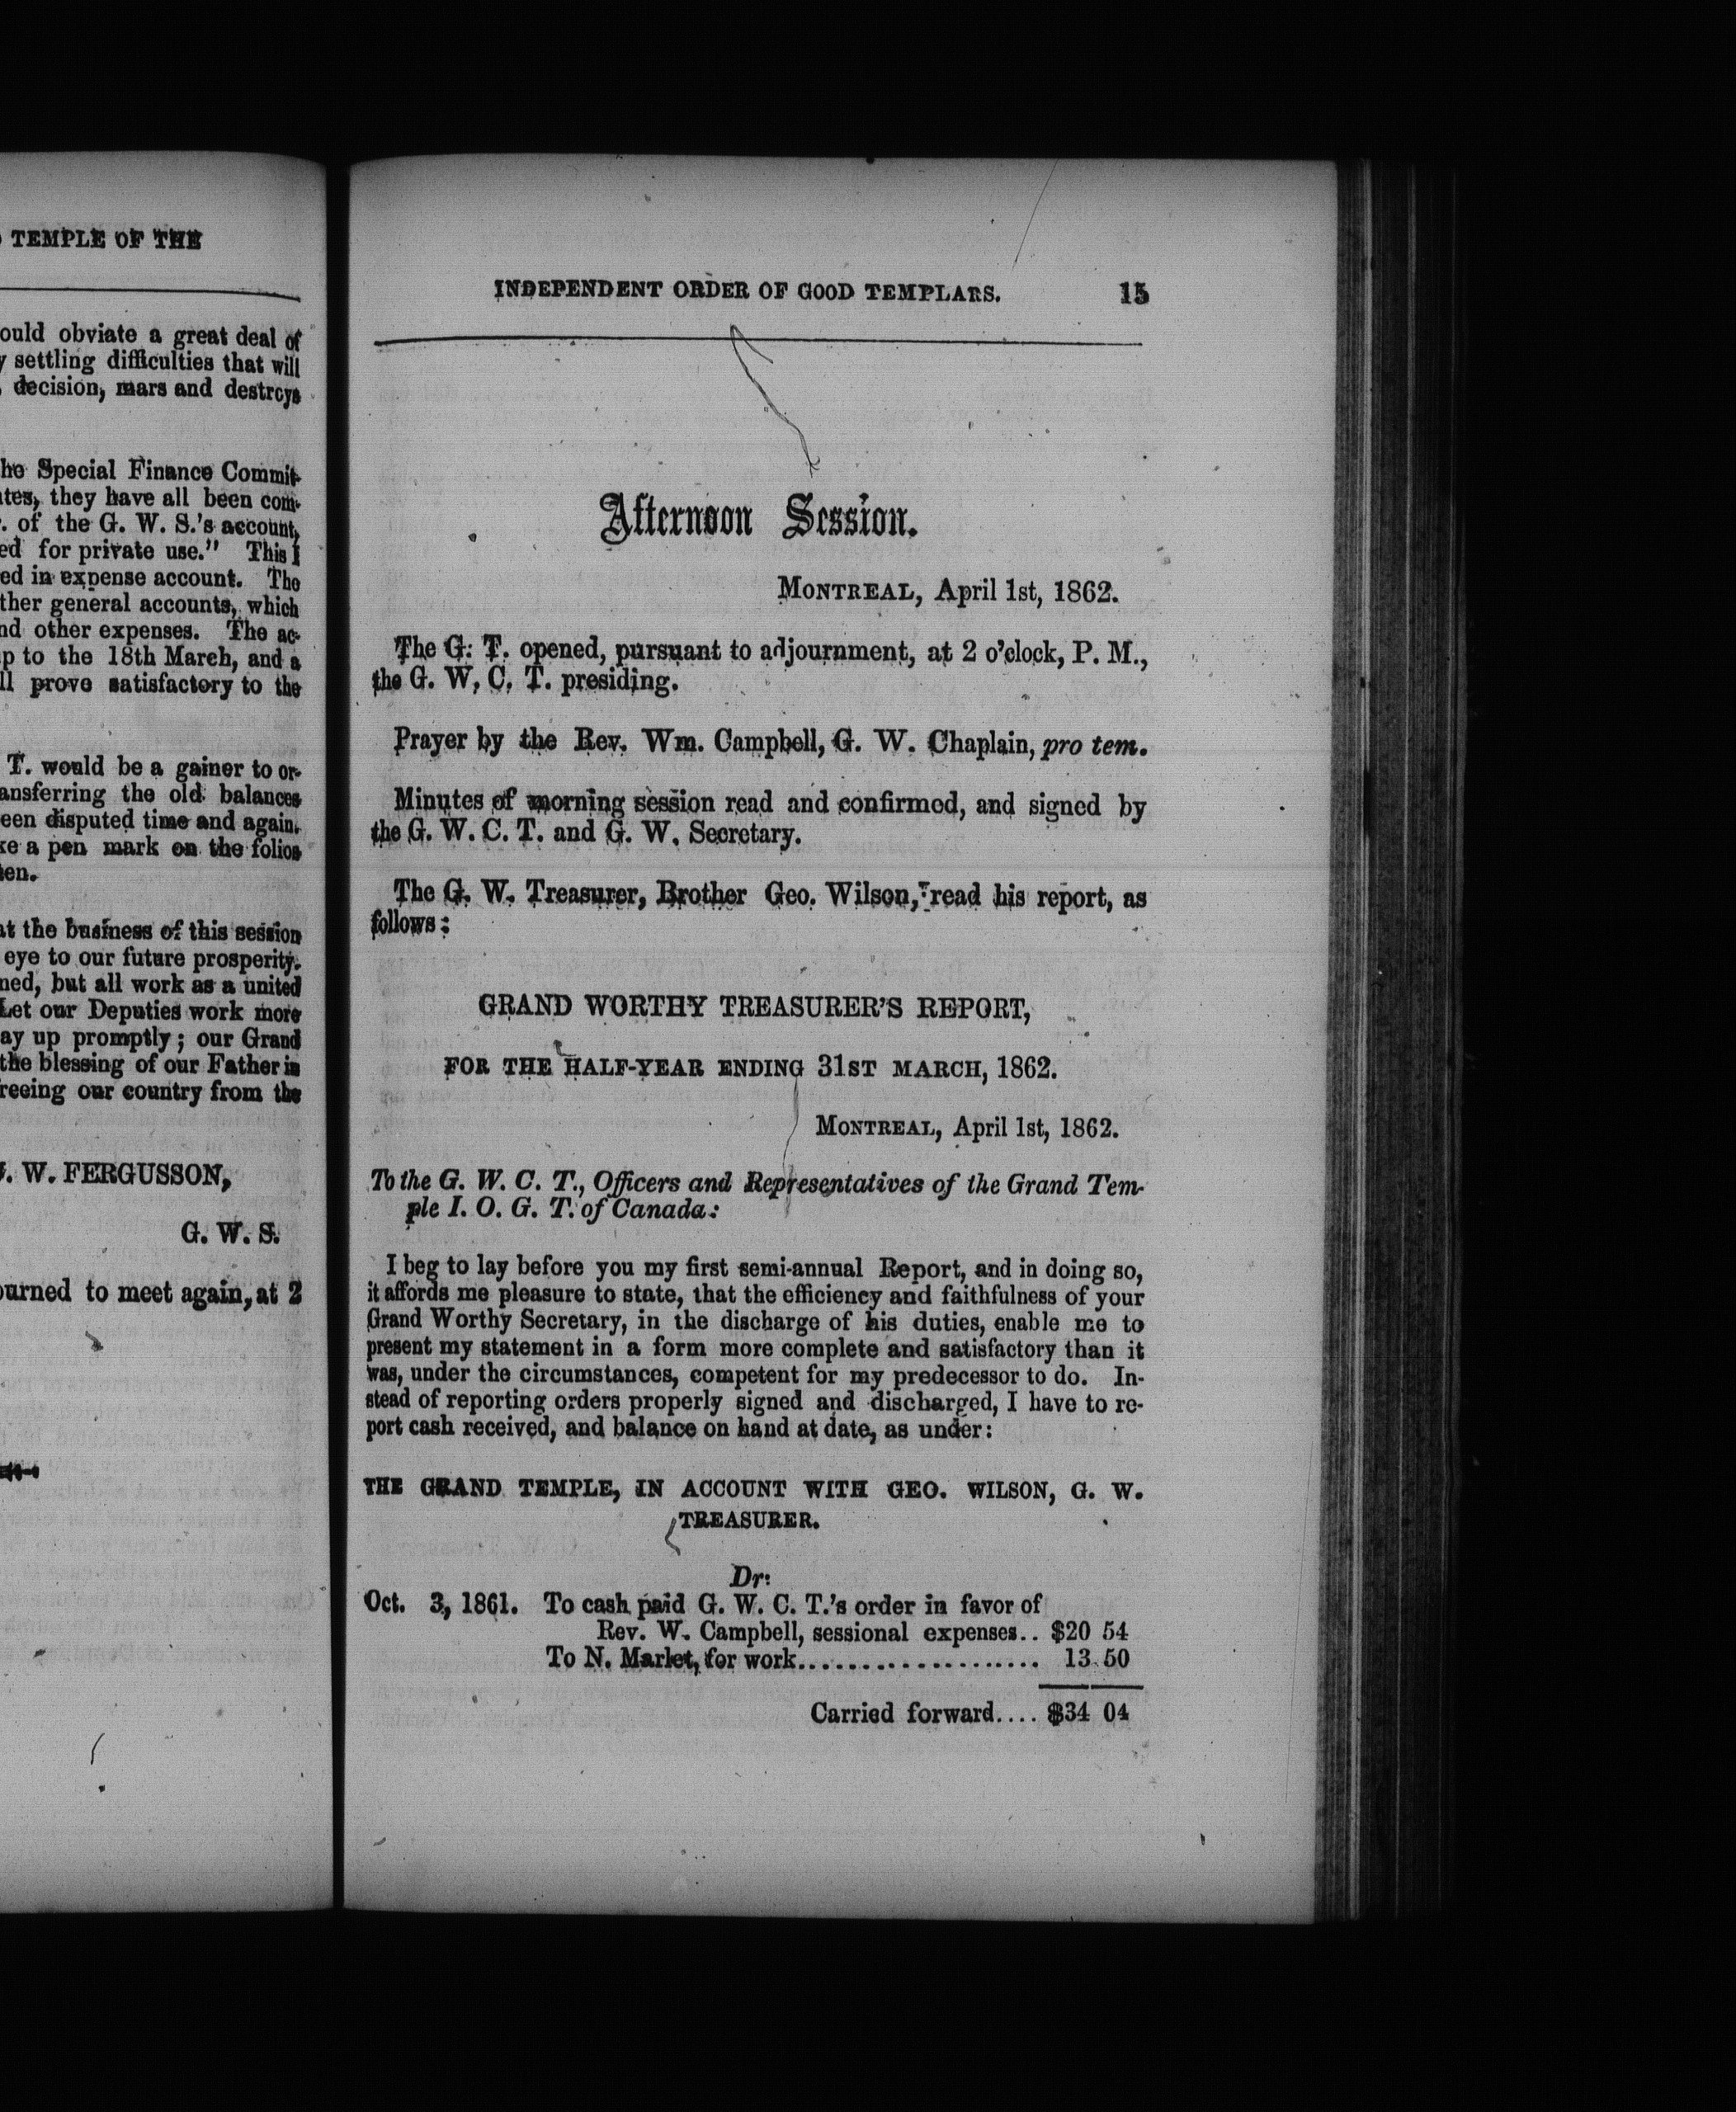 TEMPLE OF THE
ould obviate a great deal of
settling difficulties that will
decision, mars and destroys
he Special Finance Commit-
tes, they have all been com-
of the G. W. S.'s account,
ed for private use." This I
ed in expense account. The
ther general accounts, which
nd other expenses. The ac-
p to the 18th March, and a
ll prove satisfactory to the
T. would be a gainer to or-
ansferring the old balances
een disputed time and again.
ke a pen mark on the folios
en.
at the business of this session
eye to our future prosperity.
ned, but all work as a united
Let our Deputies work more
ay up promptly; our Grand
the blessing of our Father in
reeing our country from the
W. FERGUSSON,
G. W. S.
ourned to meet again, at 2
INDEPENDENT ORDER OF GOOD TEMPLARS. 15
Afternoon Session.
MONTREAL, April 1st, 1862.
The G. T. opened, pursuant to adjournment, at 2 o'clock, P. M.,
the G. W. C. T. presiding.
Prayer by the Rev. Wm. Campbell, G. W. Chaplain, pro tem.
Minutes of morning session read and confirmed, and signed by
the G. W. C. T. and G. W. Secretary.
The G. W. Treasurer, Brother Geo. Wilson, read his report, as
follows:
GRAND WORTHY TREASURER'S REPORT,
FOR THE HALF-YEAR ENDING 31ST MARCH, 1862.
MONTREAL, April 1st, 1862.
To the G. W. C. T., Officers and Representatives of the Grand Tem-
ple I. O. G. T. of Canada:
I beg to lay before you my first semi-annual Report, and in doing so,
it affords me pleasure to state, that the efficiency and faithfulness of your
Grand Worthy Secretary, in the discharge of his duties, enable me to
present my statement in a form more complete and satisfactory than it
was, under the circumstances, competent for my predecessor to do. In-
stead of reporting orders properly signed and discharged, I have to re-
port cash received, and balance on hand at date, as under:
THE GRAND TEMPLE, IN ACCOUNT WITH GEO. WILSON, G. W.
TREASURER.
Dr:
Oct. 3, 1861. To cash paid G. W. C. T.'s order in favor of
Rev. W. Campbell, sessional expenses.. $20 54
To N. Market, for work.................... 13 50
Carried forward.... $34 04